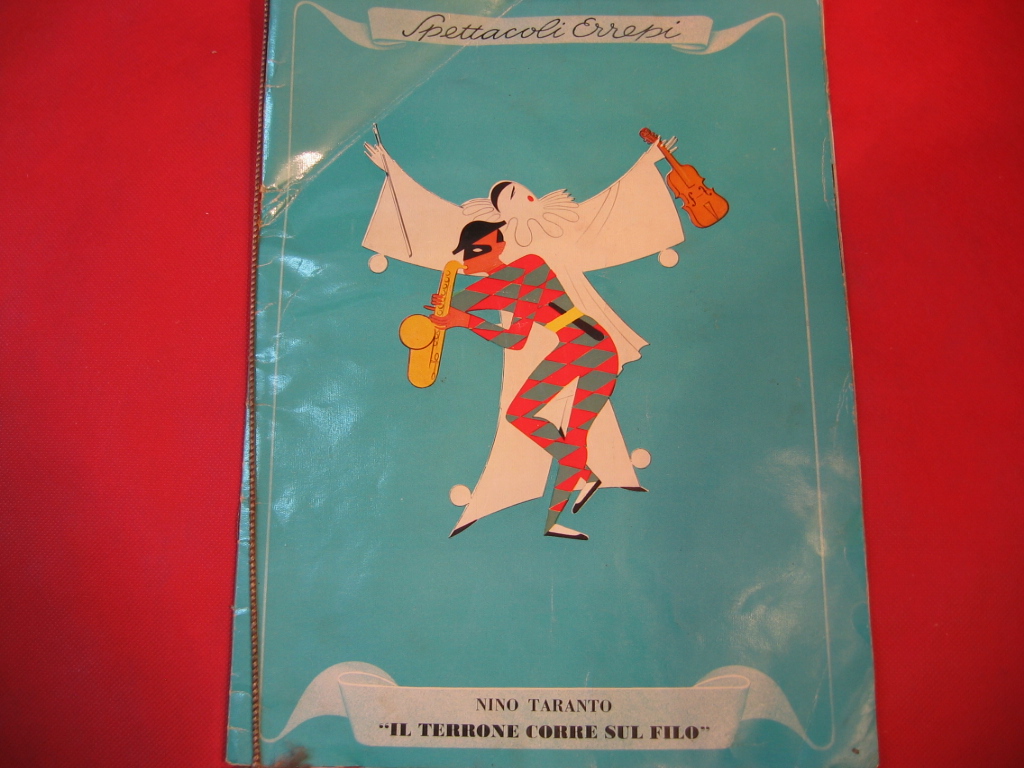 Spettacoli Errepi
NINO TARANTO
“IL TERRONE CORRE SUL FILO”